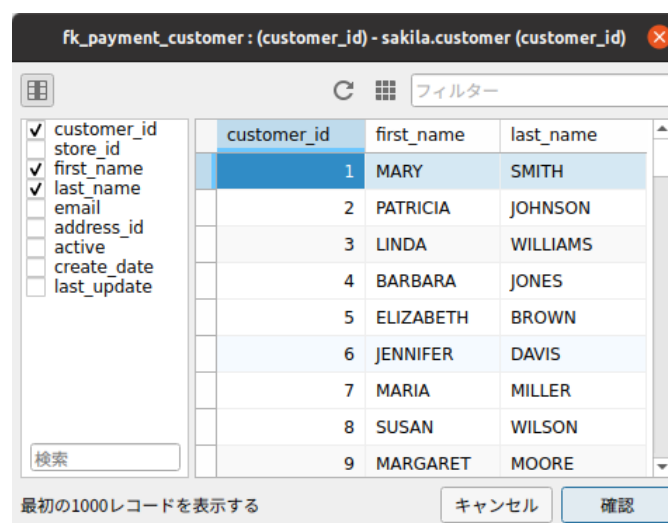 fk_payment_customer : (customer_id) - sakila.customer (customer_id)
フィルター
customer_id
store_id
first_name
last_name
email
address_id
active
create_date
last_update
検索
customer_id first_name last_name
1 MARY SMITH
2 PATRICIA JOHNSON
3 LINDA WILLIAMS
4 BARBARA JONES
5 ELIZABETH BROWN
6 JENNIFER DAVIS
7 MARIA MILLER
8 SUSAN WILSON
9 MARGARET MOORE
最初の1000レコードを表示する キャンセル 確認